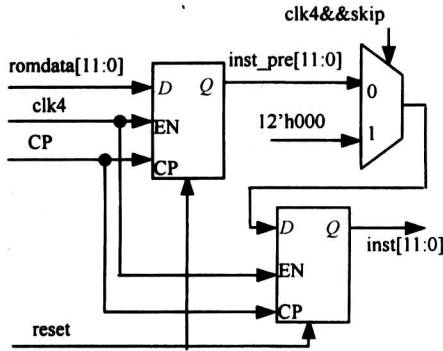 clk4&&skip
romdata[11:0]
inst_pre[11:0]
D Q
0
clk4
EN
12'h000
1
CP
CP
D Q
inst[11:0]
EN
CP
reset